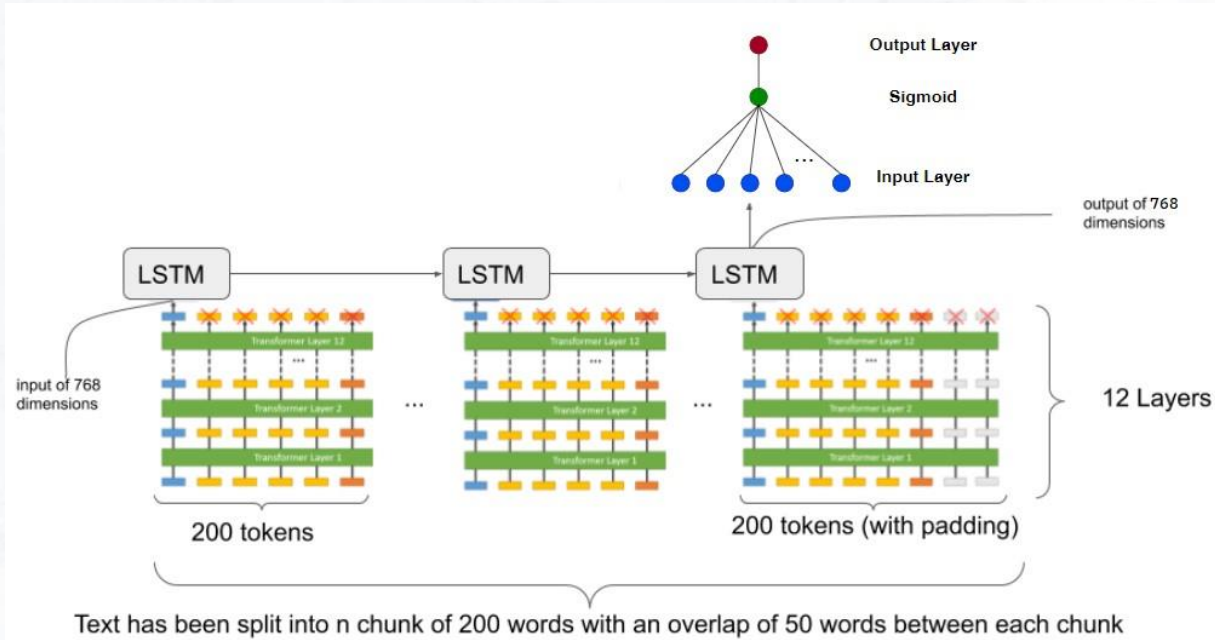 Output Layer
Sigmoid
...
Input Layer
output of 768
dimensions
LSTM
LSTM
LSTM
Transformer Layer 12
Transformer Layer 12
Transformer Layer 12
...
...
...
input of 768
dimensions
...
...
12 Layers
Transformer Layer 2
Transformer Layer 2
Transformer Layer 2
Transformer Layer 1
Transformer Layer 1
Transformer Layer 1
200 tokens
200 tokens (with padding)
Text has been split into n chunk of 200 words with an overlap of 50 words between each chunk